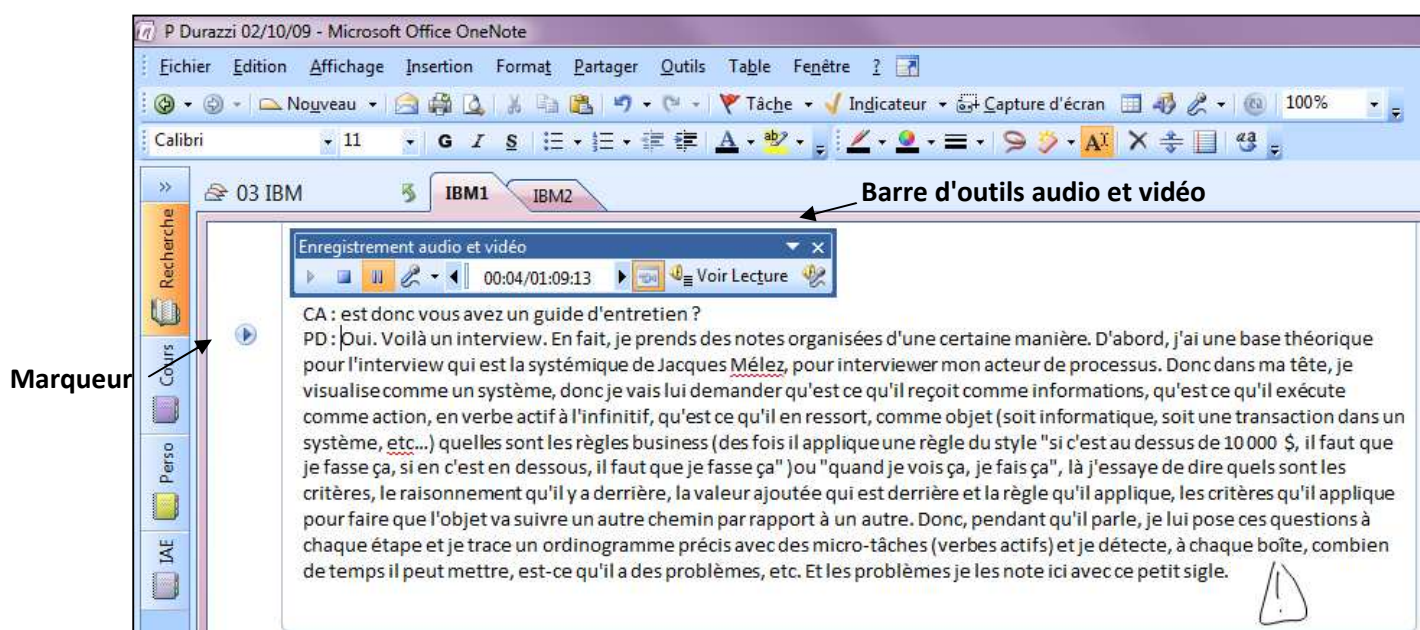 P Durazzi 02/10/09 - Microsoft Office OneNote
Fichier Edition Affichage Insertion Format Partager Outils Table Fenêtre ?
Nouveau Tâche Indicateur Capture d'écran 100%
Calibri 11 G I S A ab A
03 IBM IBM1 IBM2
Barre d'outils audio et vidéo
Recherche
Enregistrement audio et vidéo
00:04/01:09:13 Voir Lecture
CA : est donc vous avez un guide d'entretien ?
PD : Oui. Voilà un interview. En fait, je prends des notes organisées d'une certaine manière. D'abord, j'ai une base théorique
pour l'interview qui est la systémique de Jacques Mélez, pour interviewer mon acteur de processus. Donc dans ma tête, je
visualise comme un système, donc je vais lui demander qu'est ce qu'il reçoit comme informations, qu'est ce qu'il exécute
comme action, en verbe actif à l'infinitif, qu'est ce qu'il en ressort, comme objet (soit informatique, soit une transaction dans un
système, etc...) quelles sont les règles business (des fois il applique une règle du style "si c'est au dessus de 10 000 $, il faut que
je fasse ça, si en c'est en dessous, il faut que je fasse ça" )ou "quand je vois ça, je fais ça", là j'essaye de dire quels sont les
critères, le raisonnement qu'il y a derrière, la valeur ajoutée qui est derrière et la règle qu'il applique, les critères qu'il applique
pour faire que l'objet va suivre un autre chemin par rapport à un autre. Donc, pendant qu'il parle, je lui pose ces questions à
chaque étape et je trace un ordinogramme précis avec des micro-tâches (verbes actifs) et je détecte, à chaque boîte, combien
de temps il peut mettre, est-ce qu'il a des problèmes, etc. Et les problèmes je les note ici avec ce petit sigle.
Marqueur
Cours
Perso
IAE